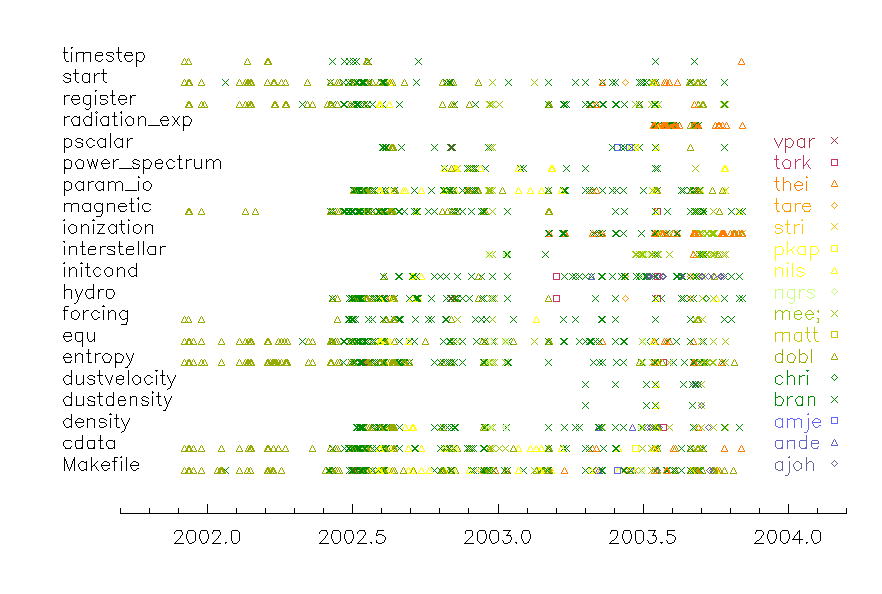 timestep
start
register
radiation_exp
pscalar vpar
power_spectrum tork
param_io thei
magnetic tare
ionization stri
interstellar pkap
initcond nils
hydro ngrs
forcing mee;
equ matt
entropy dobl
dustvelocity chri
dustdensity bran
density amje
cdata ande
Makefile ajoh
2002.0 2002.5 2003.0 2003.5 2004.0